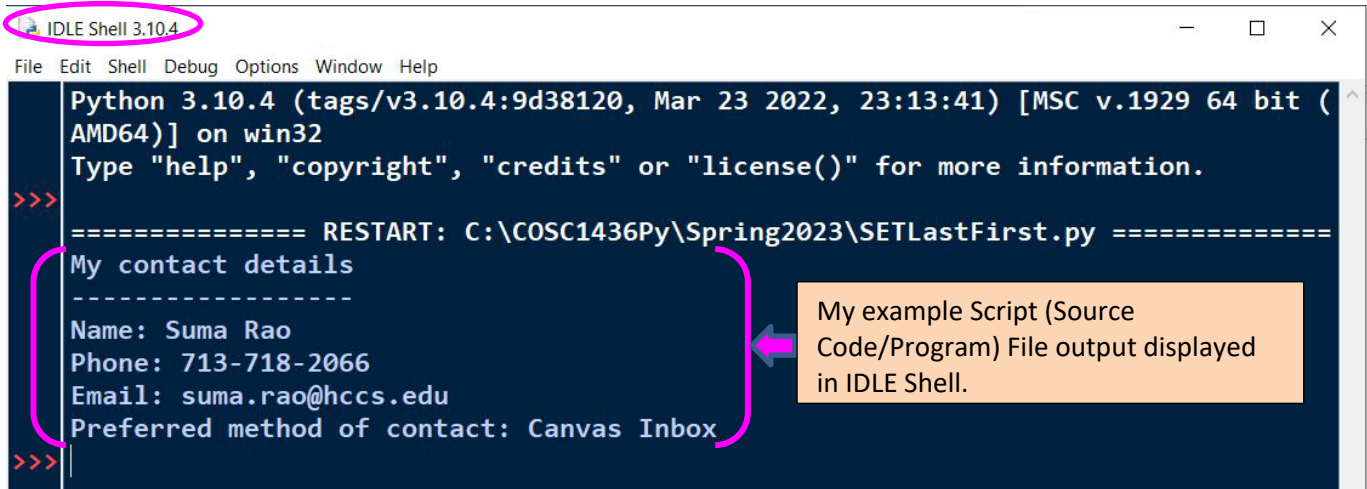 IDLE Shell 3.10.4
File Edit Shell Debug Options Window Help
Python 3.10.4 (tags/v3.10.4:9d38120, Mar 23 2022, 23:13:41) [MSC v.1929 64 bit (
AMD64)] on win32
Type "help", "copyright", "credits" or "license()" for more information.
>>>
=============== RESTART: C:\COSC1436Py\Spring2023\SETLastFirst.py ==============
My contact details
------------------
Name: Suma Rao
Phone: 713-718-2066
Email: suma.rao@hccs.edu
Preferred method of contact: Canvas Inbox
>>>
My example Script (Source
Code/Program) File output displayed
in IDLE Shell.